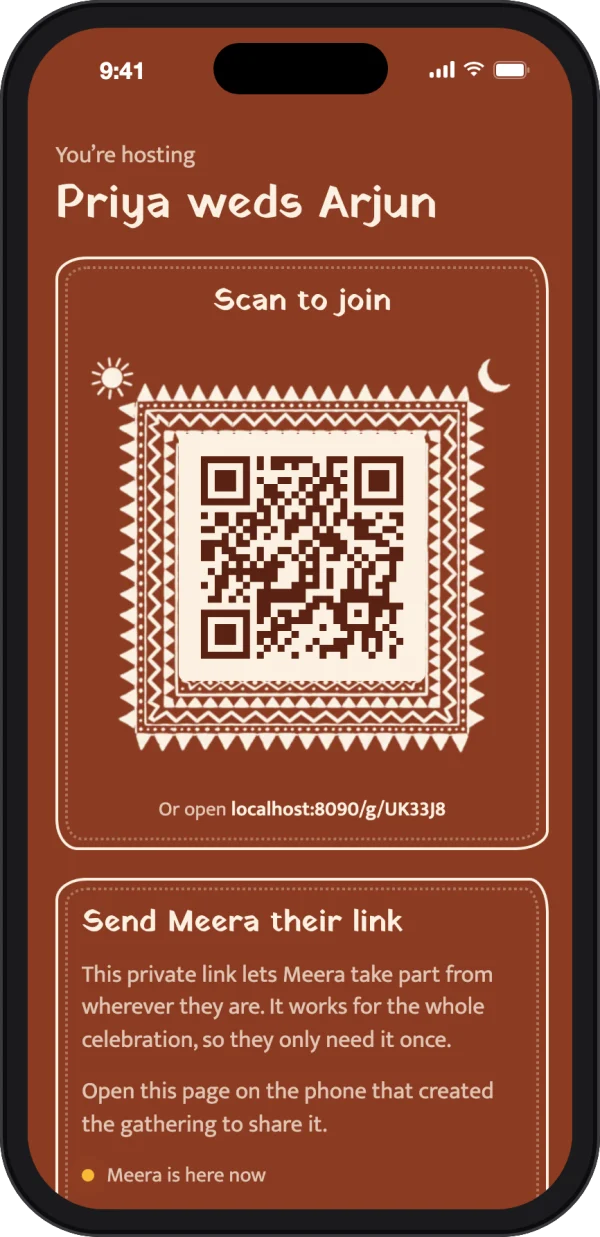 9:41
You’re hosting
Priya weds Arjun
Scan to join
Or open localhost:8090/g/UK33J8
Send Meera their link
This private link lets Meera take part from
wherever they are. It works for the whole
celebration, so they only need it once.
Open this page on the phone that created
the gathering to share it.
Meera is here now